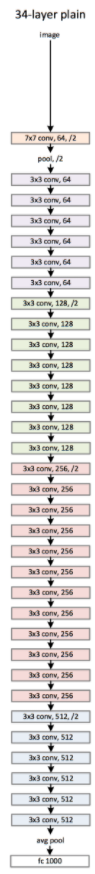 34-layer plain
image
7x7 conv, 64, /2
pool, /2
3x3 conv, 64
3x3 conv, 64
3x3 conv, 64
3x3 conv, 64
3x3 conv, 64
3x3 conv, 64
3x3 conv, 128, /2
3x3 conv, 128
3x3 conv, 128
3x3 conv, 128
3x3 conv, 128
3x3 conv, 128
3x3 conv, 128
3x3 conv, 128
3x3 conv, 256, /2
3x3 conv, 256
3x3 conv, 256
3x3 conv, 256
3x3 conv, 256
3x3 conv, 256
3x3 conv, 256
3x3 conv, 256
3x3 conv, 256
3x3 conv, 256
3x3 conv, 256
3x3 conv, 256
3x3 conv, 512, /2
3x3 conv, 512
3x3 conv, 512
3x3 conv, 512
3x3 conv, 512
3x3 conv, 512
avg pool
fc 1000